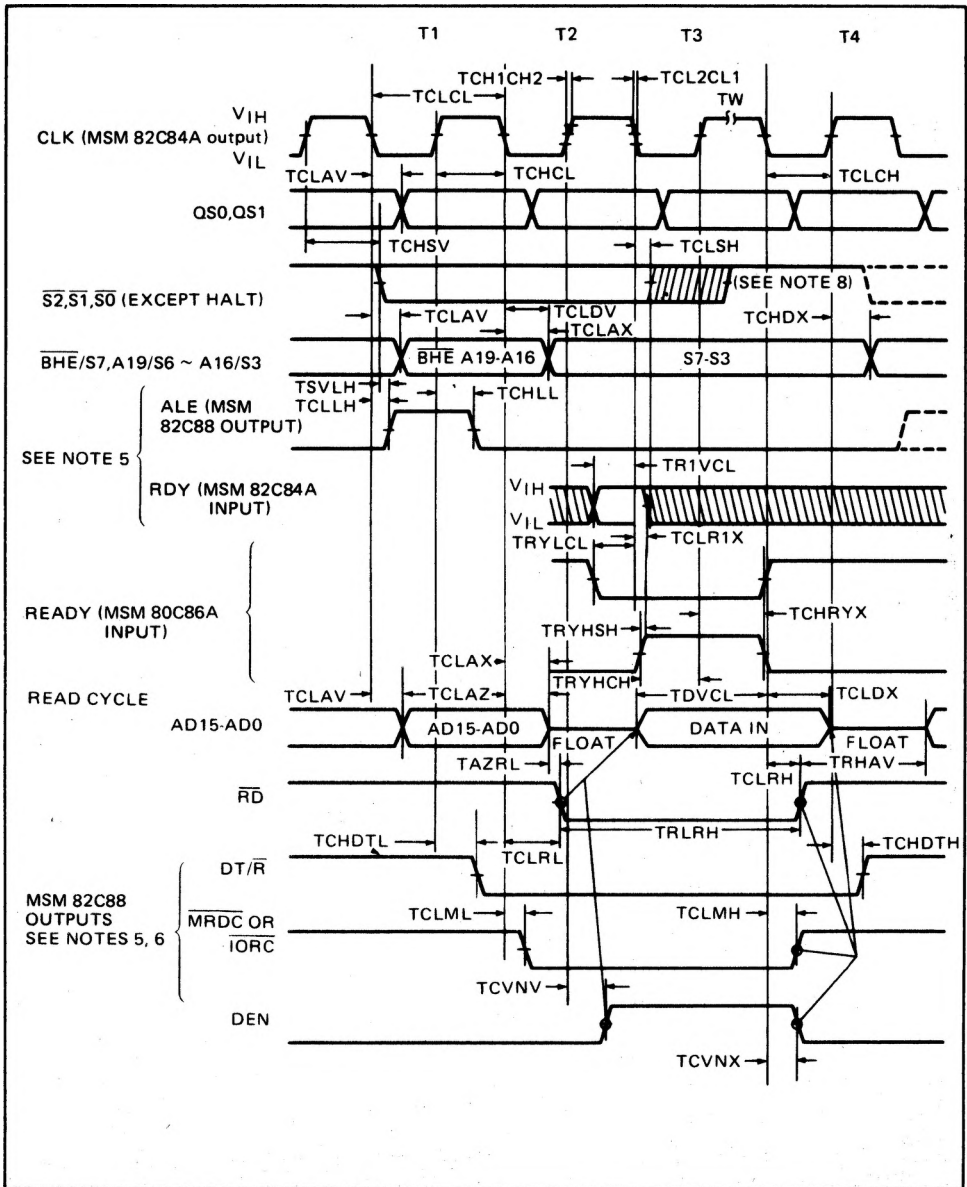 T1 T2 T3 T4
TCH1CH2 TCL2CL1
TCLCL TW
VIH
CLK (MSM 82C84A output)
VIL
TCLAV TCHCL TCLCH
QS0,QS1
TCHSV TCLSH
S2,S1,S0 (EXCEPT HALT) (SEE NOTE 8)
TCLAV TCLDV TCHDX
TCLAX
BHE/S7,A19/S6 ~ A16/S3 BHE A19-A16 S7-S3
TSVLH TCHLL
TCLLH
ALE (MSM
82C88 OUTPUT)
SEE NOTE 5
TR1VCL
RDY (MSM 82C84A
INPUT)
VIH
VIL
TCLR1X
TRYLCL
READY (MSM 80C86A
INPUT)
TCHRYX
TRYHSH
TCLAX
TRYHCH
READ CYCLE TCLAV TCLAZ TDVCL TCLDX
AD15-AD0 AD15-AD0 FLOAT DATA IN FLOAT
TAZRL TCLRH TRHAV
RD
TCHDTL TCLRL TRLRH TCHDTH
DT/R
MSM 82C88
OUTPUTS
SEE NOTES 5, 6
TCLML TCLMH
MRDC OR
IORC
TCVNV
DEN
TCVNX